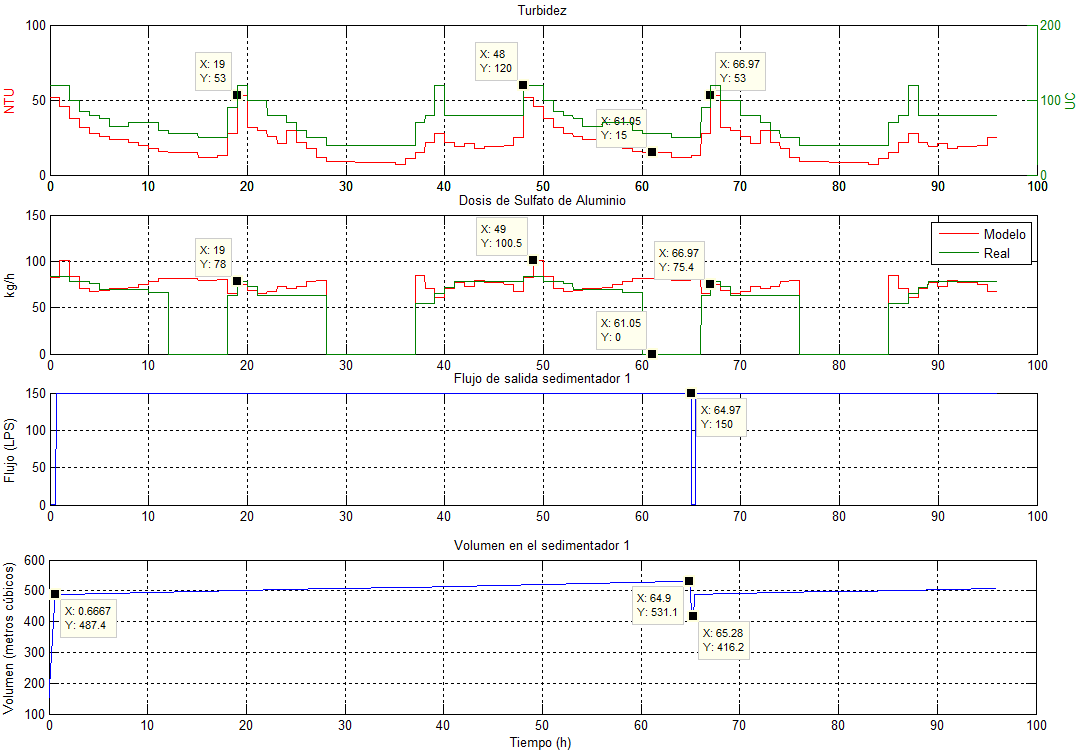 Turbidez
100
200
X: 19
Y: 53
X: 48
Y: 120
X: 66.97
Y: 53
NTU
50
100
UC
X: 61.05
Y: 15
0
0
0 10 20 30 40 50 60 70 80 90 100
Dosis de Sulfato de Aluminio
150
X: 49
Y: 100.5
Modelo
Real
X: 19
Y: 78
X: 66.97
Y: 75.4
100
kg/h
50
X: 61.05
Y: 0
0
0 10 20 30 40 50 60 70 80 90 100
Flujo de salida sedimentador 1
150
X: 64.97
Y: 150
100
Flujo (LPS)
50
0
0 10 20 30 40 50 60 70 80 90 100
Volumen en el sedimentador 1
600
500
X: 0.6667
Y: 487.4
X: 64.9
Y: 531.1
400
X: 65.28
Y: 416.2
Volumen (metros cúbicos)
300
200
100
0 10 20 30 40 50 60 70 80 90 100
Tiempo (h)